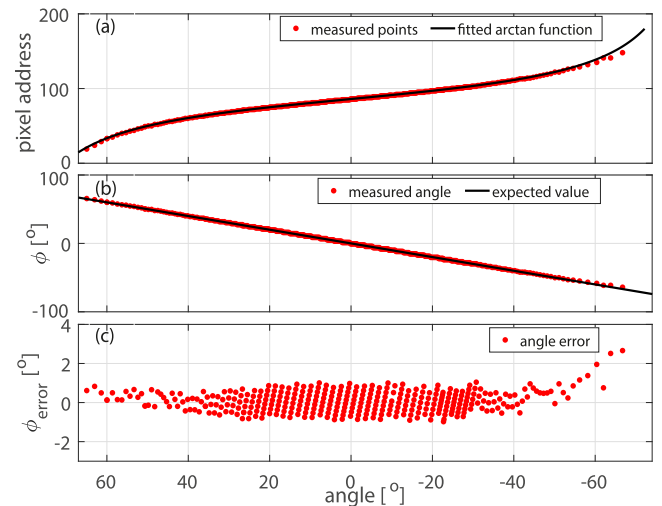 (a)
measured points
fitted arctan function
200
100
0
pixel address
(b)
measured angle
expected value
100
0
-100
ϕ [°]
(c)
angle error
4
2
0
-2
ϕ error [°]
60
40
20
0
-20
-40
-60
angle [°]